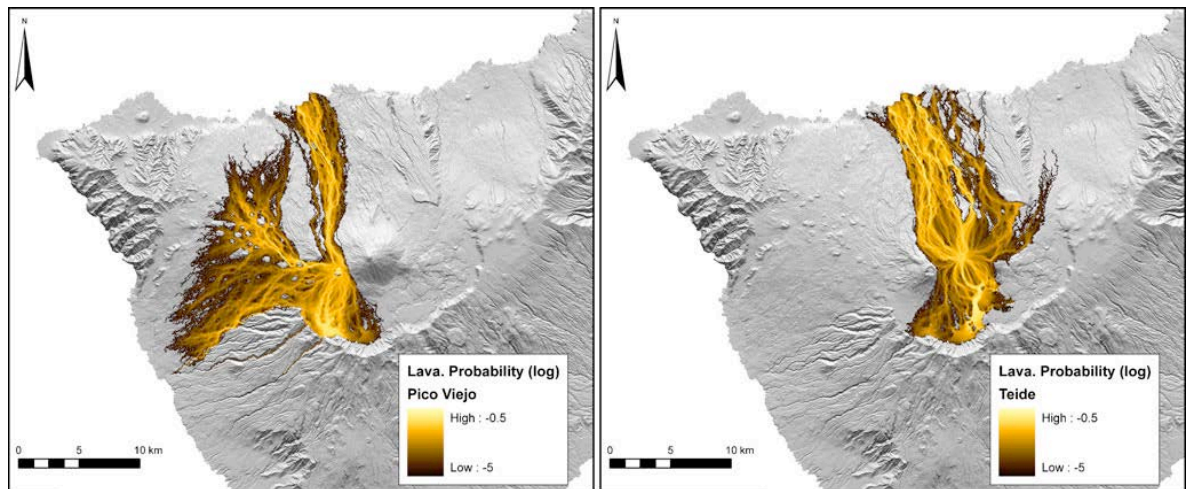 N
Lava. Probability (log)
Pico Viejo
High : -0.5
Low : -5
0 5 10 km
N
Lava. Probability (log)
Teide
High : -0.5
Low : -5
0 5 10 km